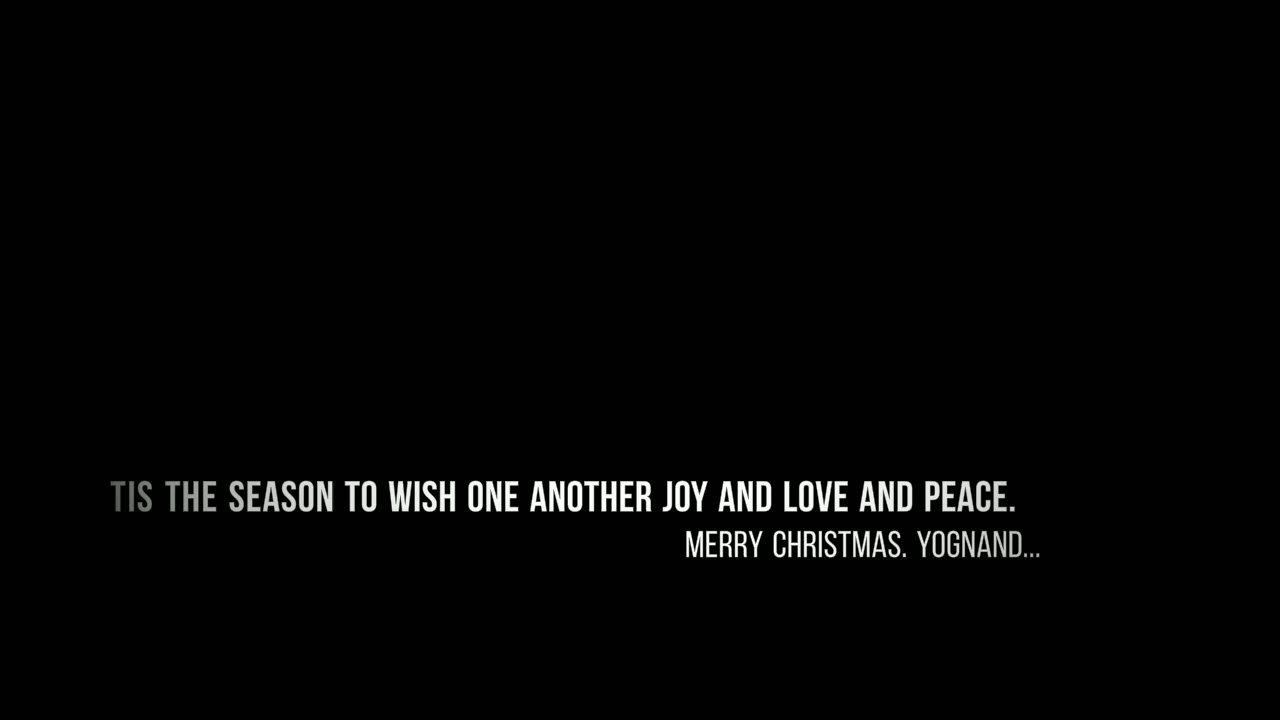 TIS THE SEASON TO WISH ONE ANOTHER JOY AND LOVE AND PEACE.
MERRY CHRISTMAS. YOGNAND...